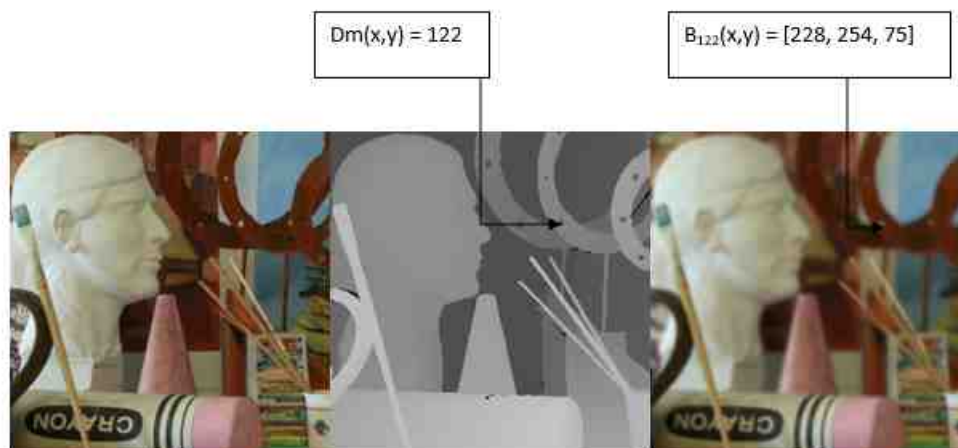 Dm(x,y) = 122
B₁₂₂(x,y) = [228, 254, 75]
CRAYON
CRAYON